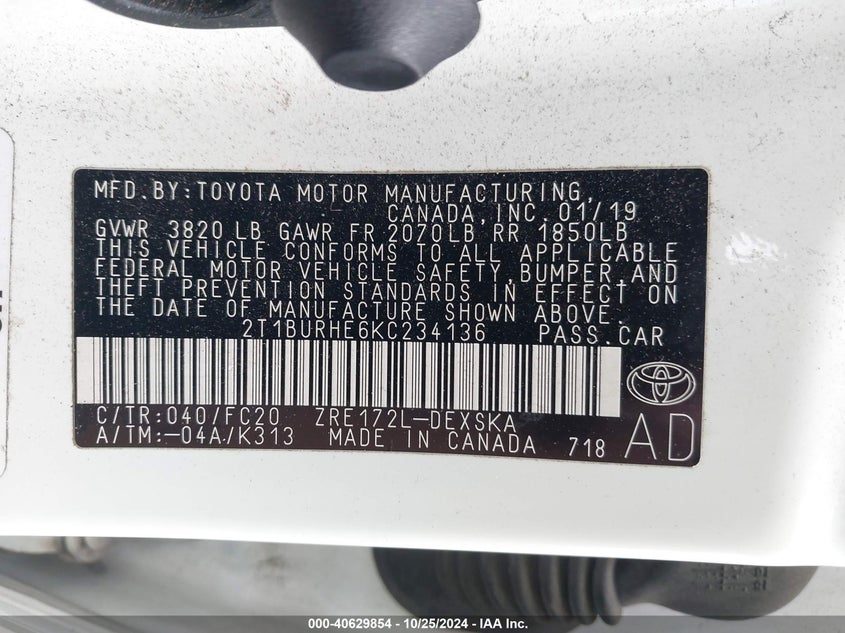 MFD.BY:TOYOTA MOTOR MANUFACTURING,
CANADA,INC.01/19
GVWR 3820LB GAWR FR 2070LB RR 1850LB
THIS VEHICLE CONFORMS TO ALL APPLICABLE
FEDERAL MOTOR VEHICLE SAFETY,BUMPER,AND
THEFT PREVENTION STANDARDS IN EFFECT ON
THE DATE OF MANUFACTURE SHOWN ABOVE.
2T1BURHE6KC234136 PASS.CAR
C/TR:040/FC20 ZRE172L-DEXSKA
A/TM:-04A/K313 MADE IN CANADA 718 AD
000-40629854 - 10/25/2024 - IAA Inc.